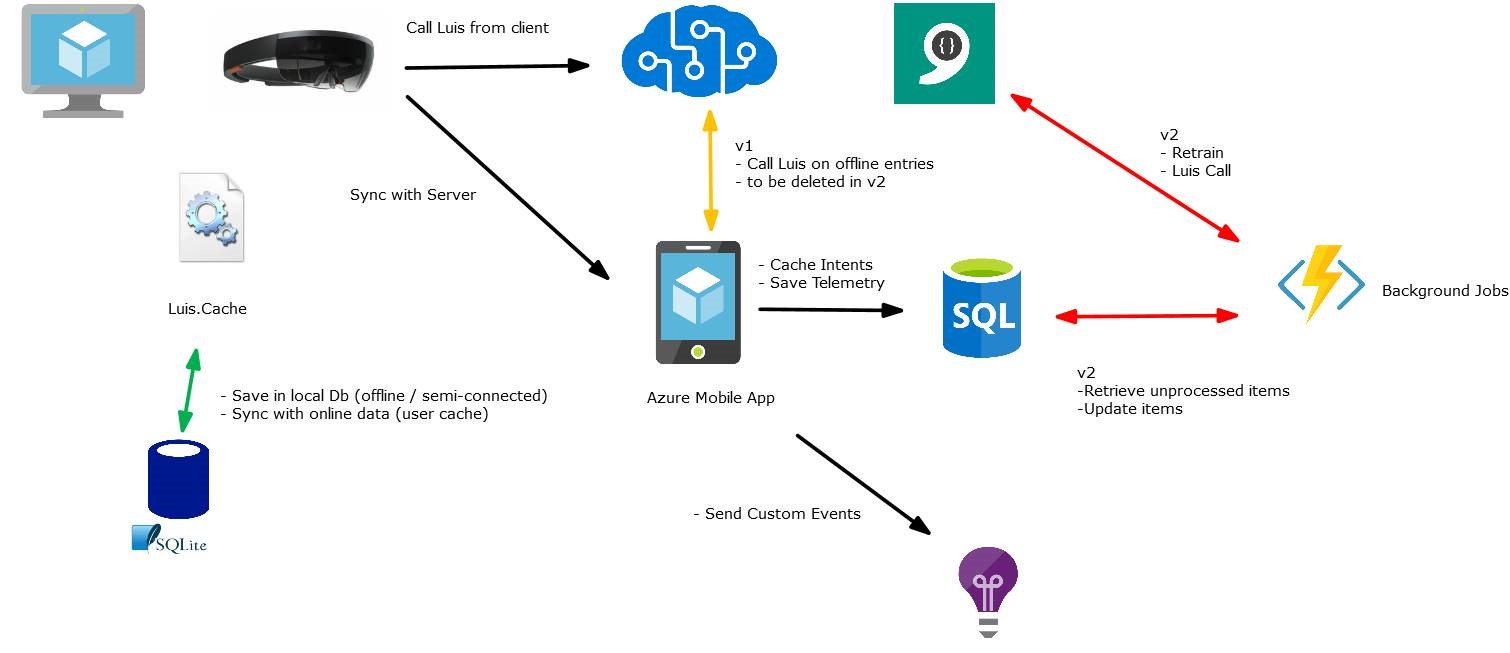 Call Luis from client
{}
v1
- Call Luis on offline entries
- to be deleted in v2
v2
- Retrain
- Luis Call
Sync with Server
- Cache Intents
- Save Telemetry
SQL
Background Jobs
Luis.Cache
- Save in local Db (offline / semi-connected)
- Sync with online data (user cache)
Azure Mobile App
v2
-Retrieve unprocessed items
-Update items
- Send Custom Events
SQLite